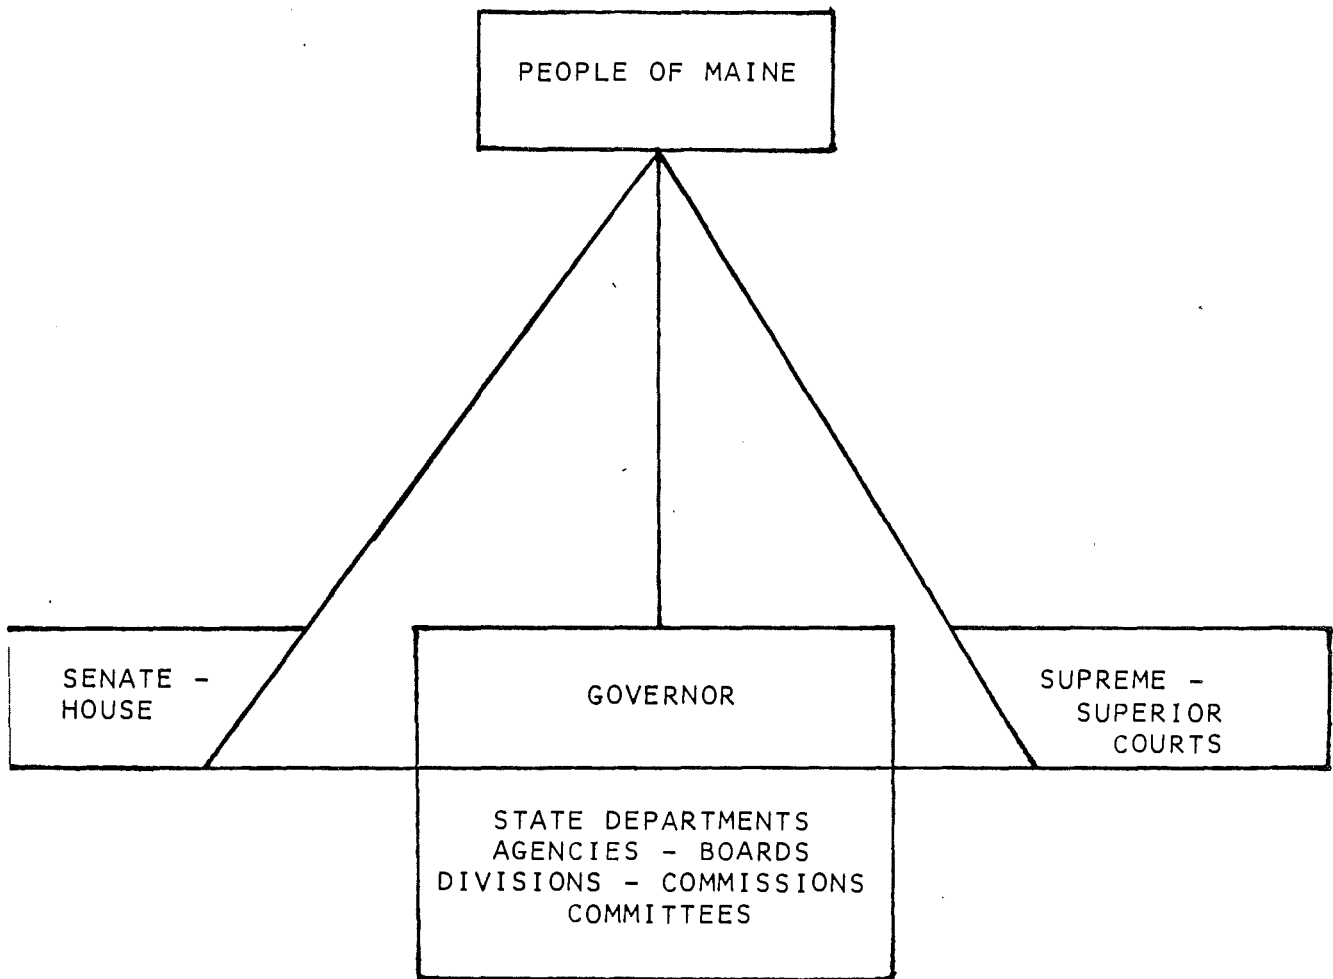 PEOPLE OF MAINE
SENATE -
HOUSE
GOVERNOR
SUPREME -
SUPERIOR
COURTS
STATE DEPARTMENTS
AGENCIES - BOARDS
DIVISIONS - COMMISSIONS
COMMITTEES